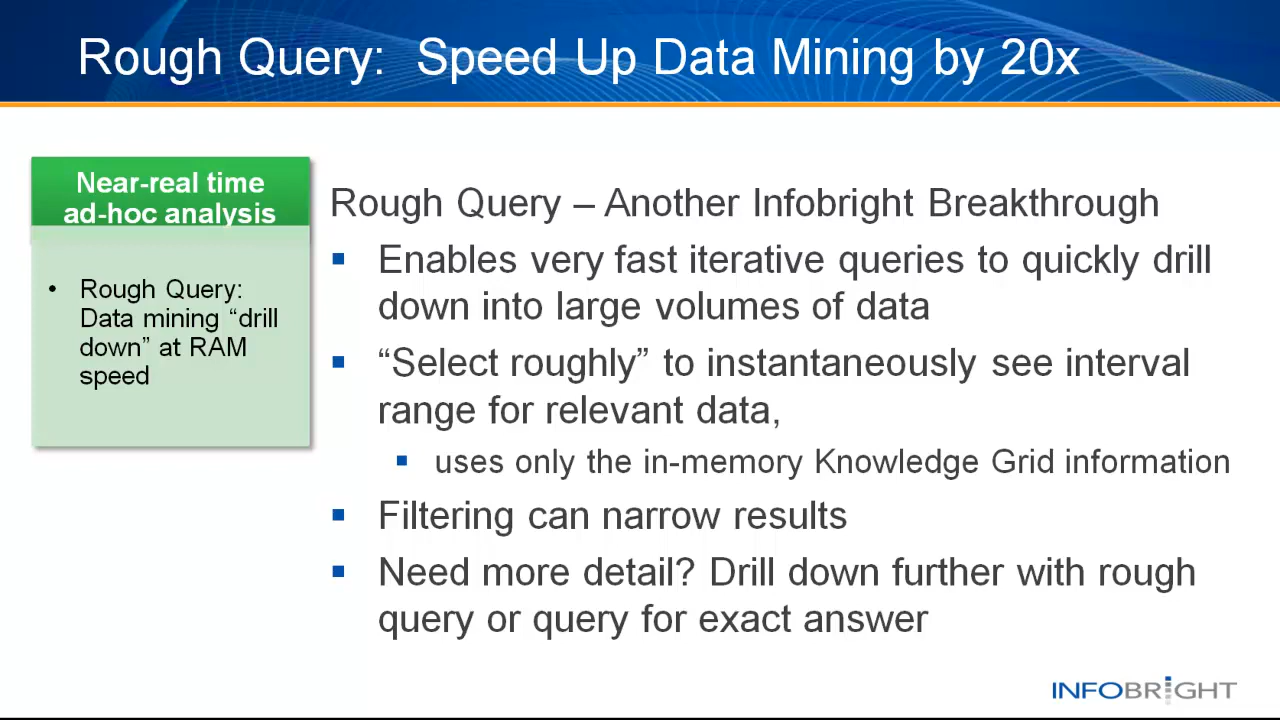 Rough Query:  Speed Up Data Mining by 20x
Near-real time
ad-hoc analysis
• Rough Query:
Data mining “drill
down” at RAM
speed
Rough Query – Another Infobright Breakthrough
▪ Enables very fast iterative queries to quickly drill
down into large volumes of data
▪ “Select roughly” to instantaneously see interval
range for relevant data,
▪ uses only the in-memory Knowledge Grid information
▪ Filtering can narrow results
▪ Need more detail? Drill down further with rough
query or query for exact answer
INFOBRIGHT